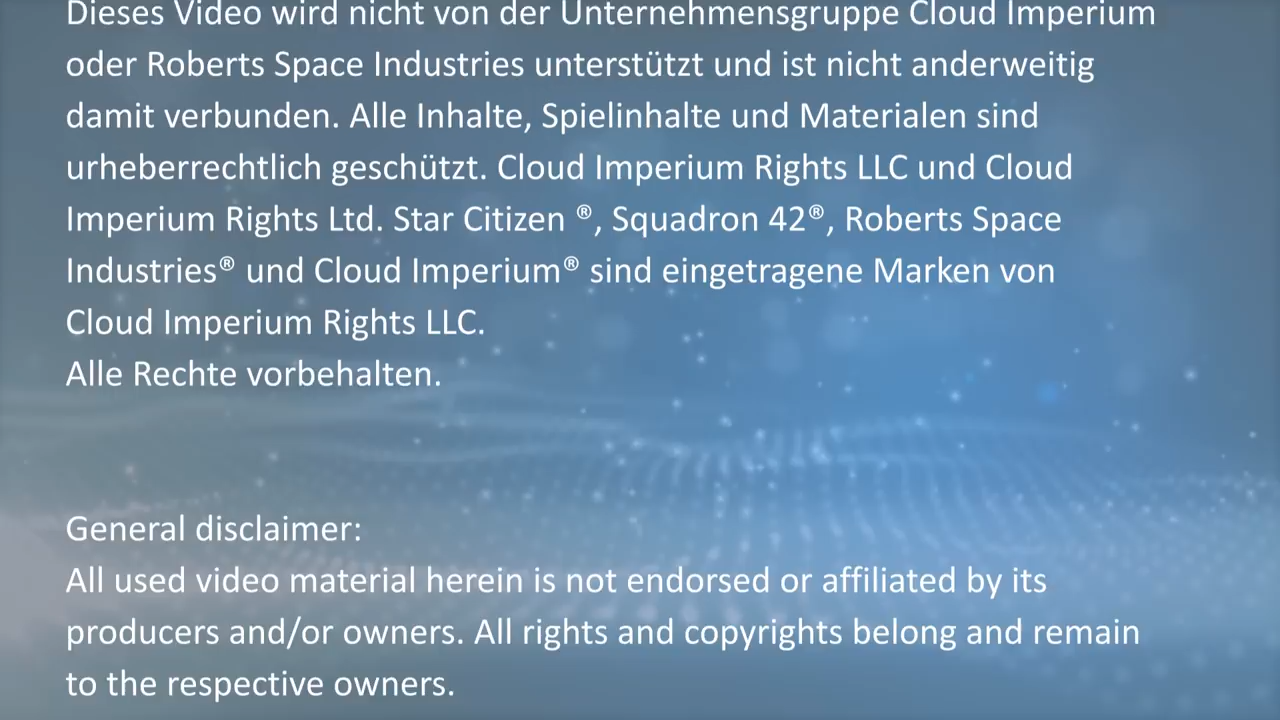 Dieses Video wird nicht von der Unternehmensgruppe Cloud Imperium
oder Roberts Space Industries unterstützt und ist nicht anderweitig
damit verbunden. Alle Inhalte, Spielinhalte und Materialen sind
urheberrechtlich geschützt. Cloud Imperium Rights LLC und Cloud
Imperium Rights Ltd. Star Citizen ®, Squadron 42®, Roberts Space
Industries® und Cloud Imperium® sind eingetragene Marken von
Cloud Imperium Rights LLC.
Alle Rechte vorbehalten.
General disclaimer:
All used video material herein is not endorsed or affiliated by its
producers and/or owners. All rights and copyrights belong and remain
to the respective owners.